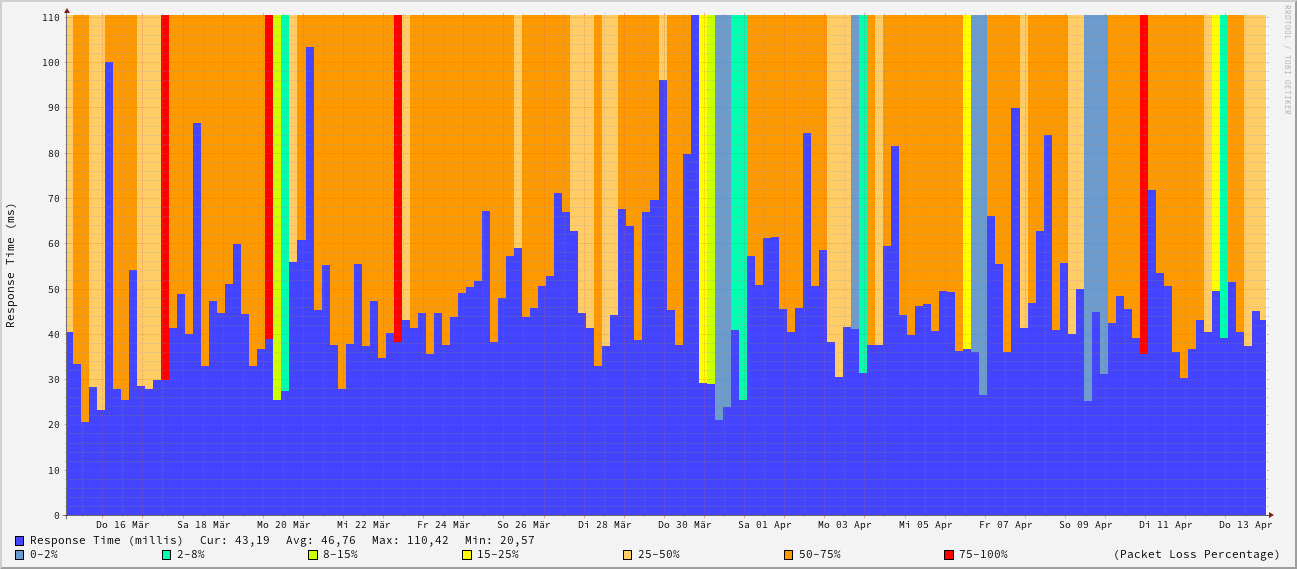 RRDTOOL / TOBI OETIKER
Response Time (ms)
110
100
90
80
70
60
50
40
30
20
10
0
Do 16 Mär Sa 18 Mär Mo 20 Mär Mi 22 Mär Fr 24 Mär So 26 Mär Di 28 Mär Do 30 Mär Sa 01 Apr Mo 03 Apr Mi 05 Apr Fr 07 Apr So 09 Apr Di 11 Apr Do 13 Apr
Response Time (millis) Cur: 43,19 Avg: 46,76 Max: 110,42 Min: 20,57
0-2% 2-8% 8-15% 15-25% 25-50% 50-75% 75-100% (Packet Loss Percentage)